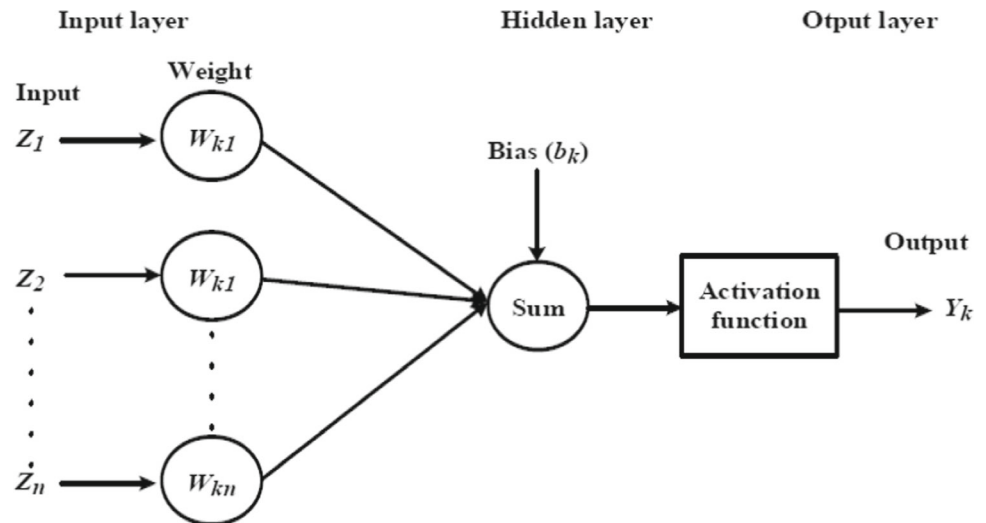 Input layer
Hidden layer
Otput layer
Weight
Input
Z1
Wk1
Bias (bk)
Z2
Wk1
Sum
Activation
function
Output
Yk
Zn
Wkn